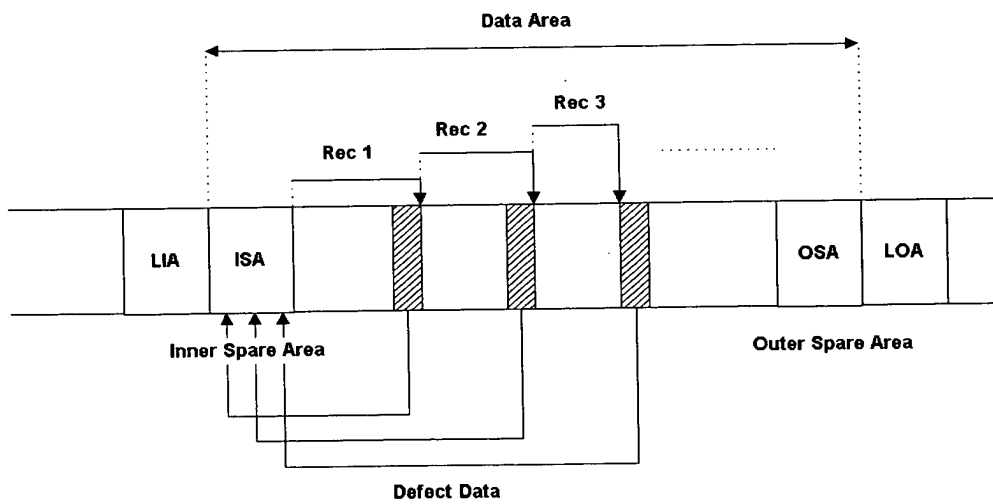 Data Area
Rec 3
Rec 2
Rec 1
LIA ISA OSA LOA
Inner Spare Area Outer Spare Area
Defect Data